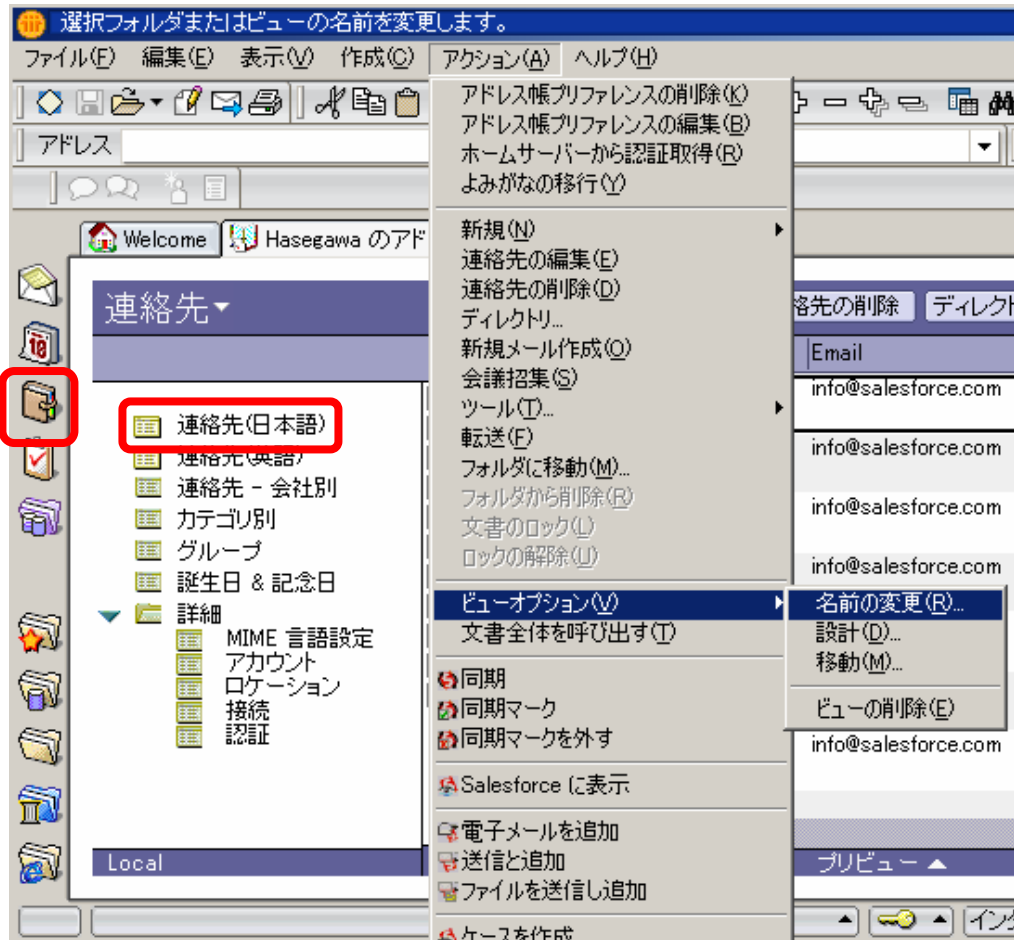 選択フォルダまたはビューの名前を変更します。
ファイル(F) 編集(E) 表示(V) 作成(C) アクション(A) ヘルプ(H)
アドレス
Welcome
Hasegawa のアド
連絡先
連絡先(日本語)
連絡先(英語)
連絡先 - 会社別
カテゴリ別
グループ
誕生日 & 記念日
詳細
MIME 言語設定
アカウント
ロケーション
接続
認証
Local
アドレス帳プリファレンスの削除(K)
アドレス帳プリファレンスの編集(B)
ホームサーバーから認証取得(R)
よみがなの移行(Y)
新規(N)
連絡先の編集(E)
連絡先の削除(D)
ディレクトリ...
新規メール作成(O)
会議招集(S)
ツール(T)...
転送(F)
フォルダに移動(M)...
フォルダから削除(R)
文書のロック(L)
ロックの解除(U)
ビューオプション(V)
文書全体を呼び出す(T)
同期
同期マーク
同期マークを外す
Salesforce に表示
電子メールを追加
送信と追加
ファイルを送信し追加
ケースを作成
名前の変更(R)...
設計(D)...
移動(M)...
ビューの削除(E)
絡先の削除 ディレクト
Email
info@salesforce.com
info@salesforce.com
info@salesforce.com
info@salesforce.com
info@salesforce.com
プレビュー
イン